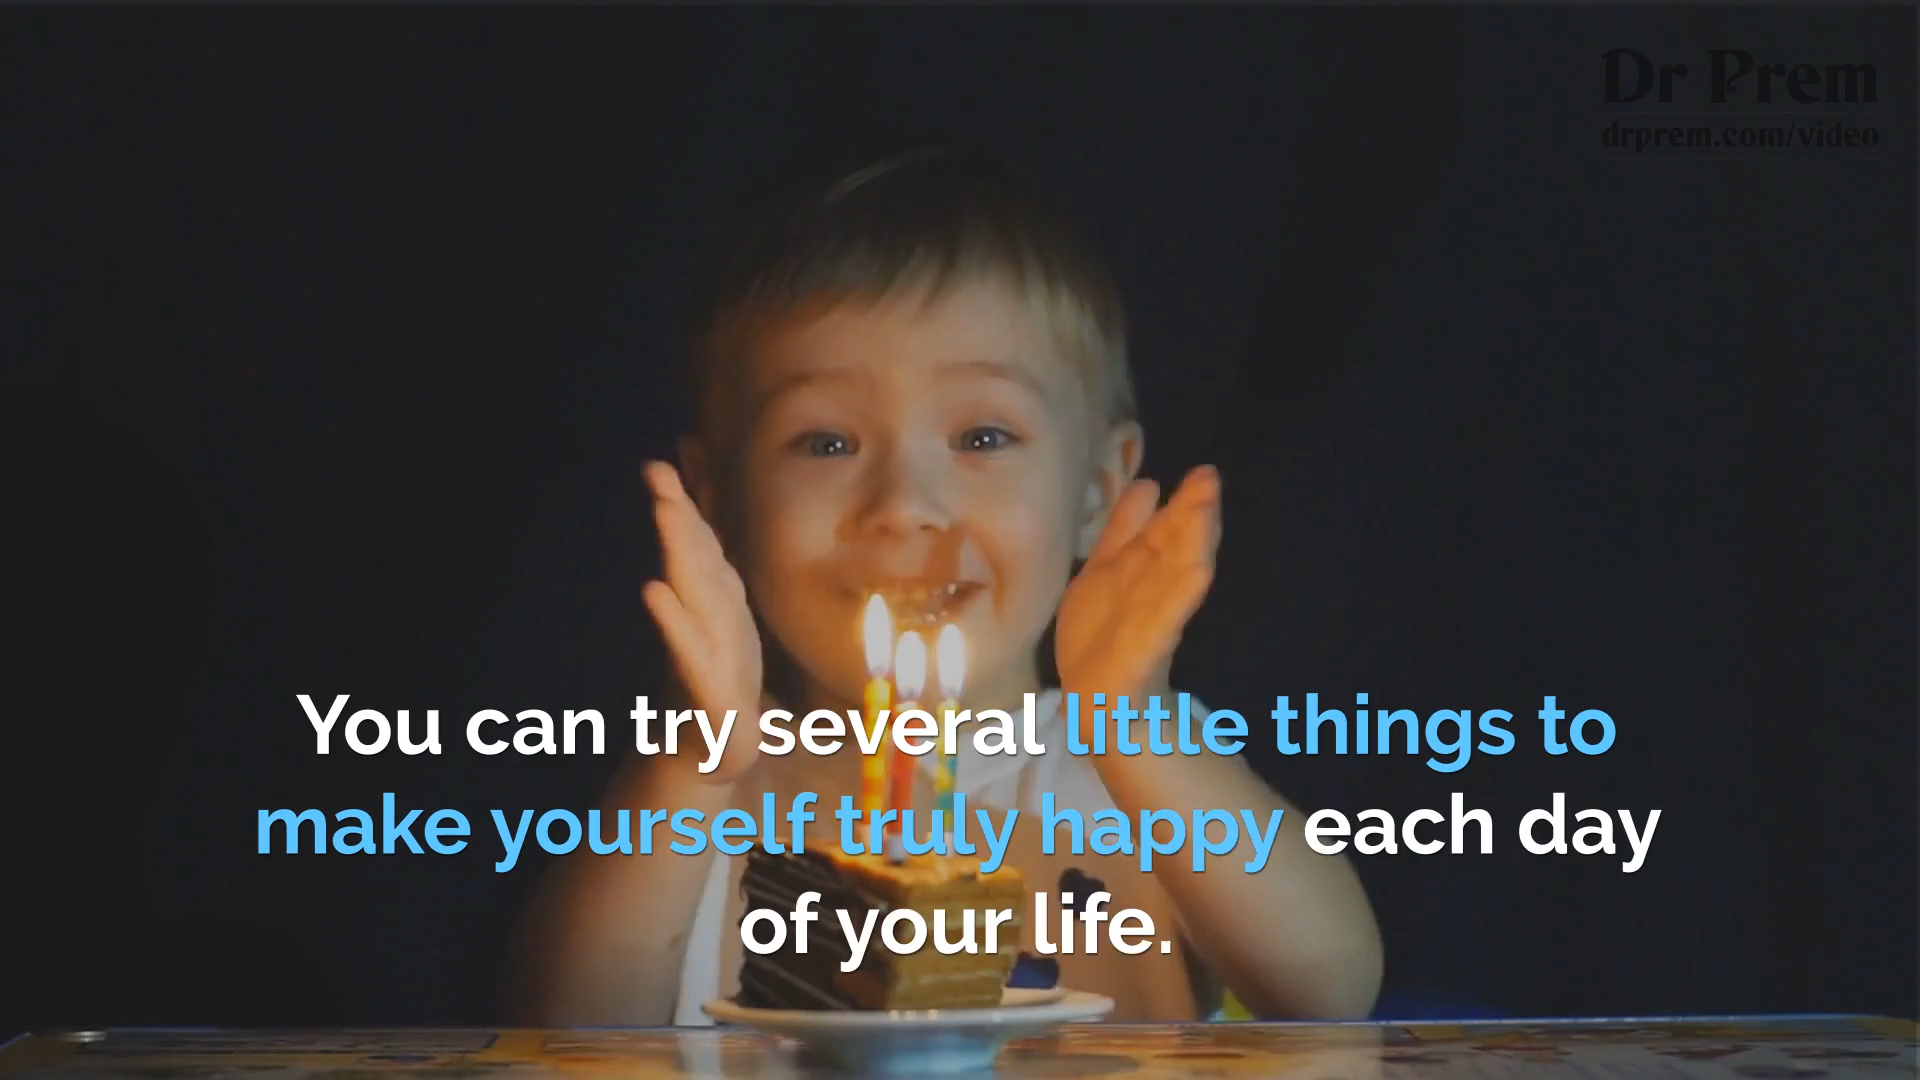 Dr Prem
drprem.com/video
You can try several little things to
make yourself truly happy each day
of your life.